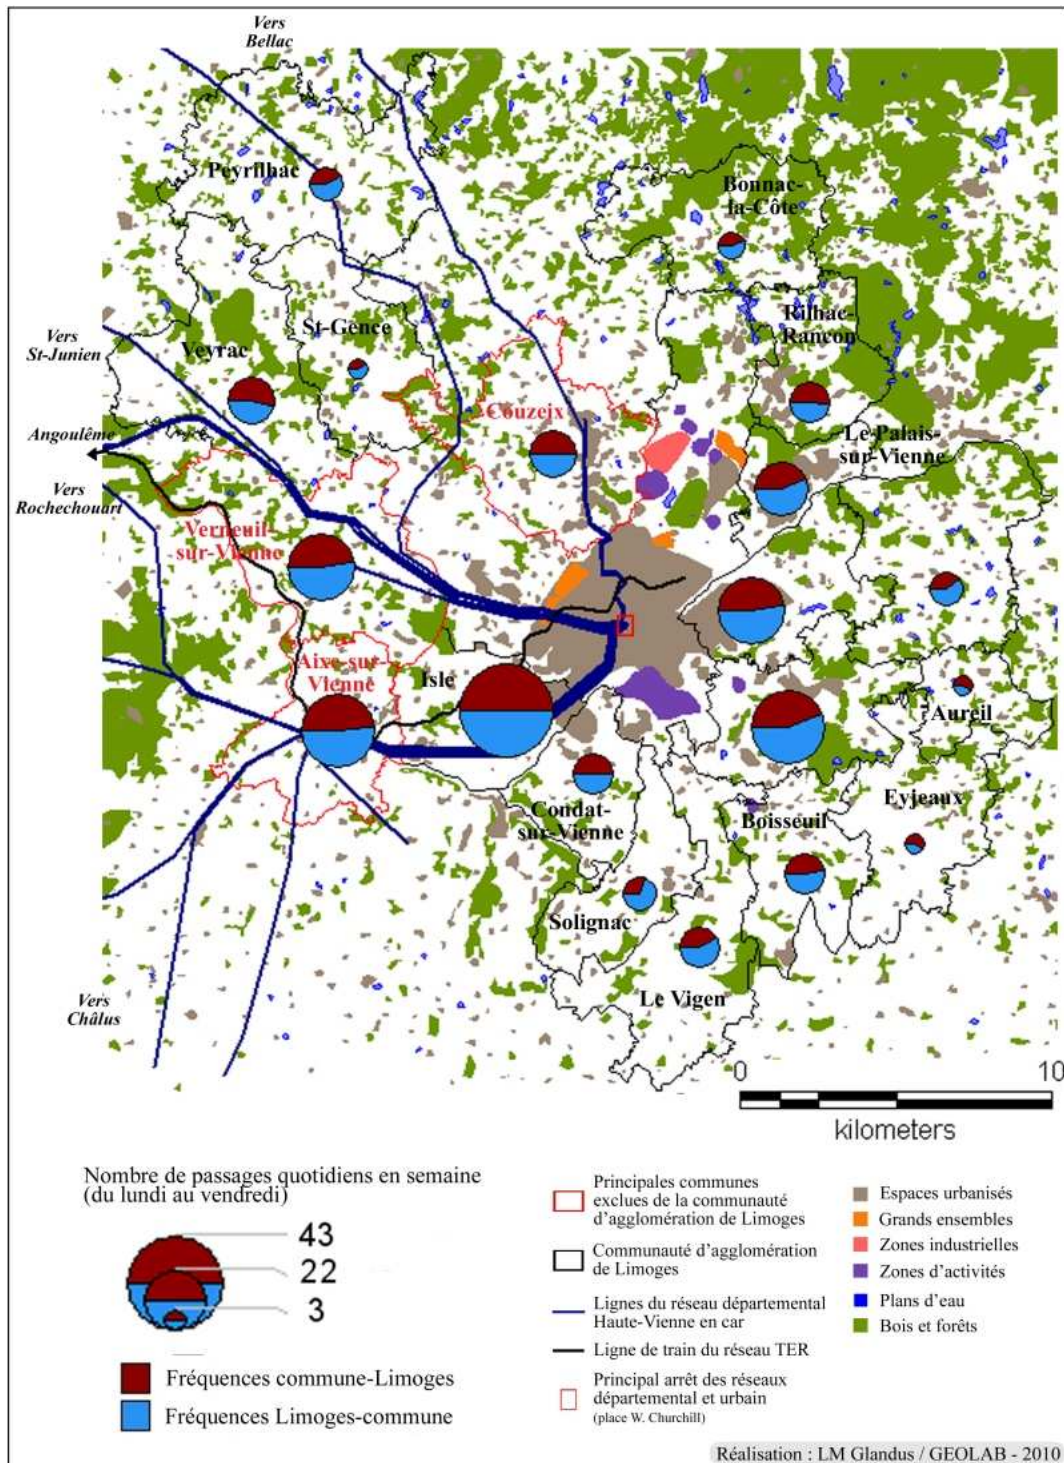 Vers
Bellac
Peyrilhac
Bonnac-
la-Côte
St-Gence
Rilhac-
Rancon
Vers
St-Junien
Veyrac
Couzeix
Angoulême
Le Palais-
sur-Vienne
Vers
Rochechouart
Verneuil-
sur-Vienne
Aixe-sur-
Vienne
Isle
Aureil
Condat-
sur-Vienne
Boisseuil
Eyjeaux
Solignac
Le Vigen
Vers
Châlus
0 10
kilometers
Nombre de passages quotidiens en semaine
(du lundi au vendredi)
43
22
3
Fréquences commune-Limoges
Fréquences Limoges-commune
Principales communes
exclues de la communauté
d'agglomération de Limoges
Communauté d'agglomération
de Limoges
Lignes du réseau départemental
Haute-Vienne en car
Ligne de train du réseau TER
Principal arrêt des réseaux
départemental et urbain
(place W. Churchill)
Espaces urbanisés
Grands ensembles
Zones industrielles
Zones d'activités
Plans d'eau
Bois et forêts
Réalisation : LM Glandus / GEOLAB - 2010